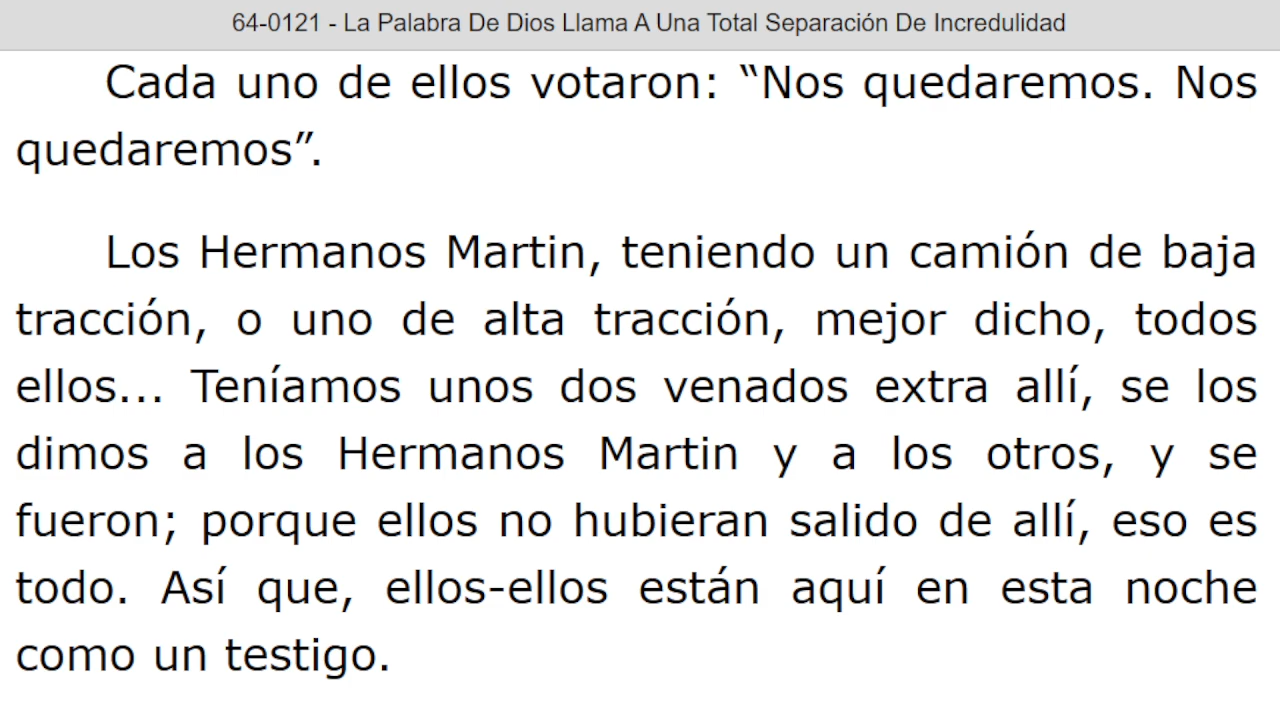 64-0121 - La Palabra De Dios Llama A Una Total Separación De Incredulidad
Cada uno de ellos votaron: “Nos quedaremos. Nos
quedaremos”.
Los Hermanos Martin, teniendo un camión de baja
tracción, o uno de alta tracción, mejor dicho, todos
ellos... Teníamos unos dos venados extra allí, se los
dimos a los Hermanos Martin y a los otros, y se
fueron; porque ellos no hubieran salido de allí, eso es
todo. Así que, ellos-ellos están aquí en esta noche
como un testigo.